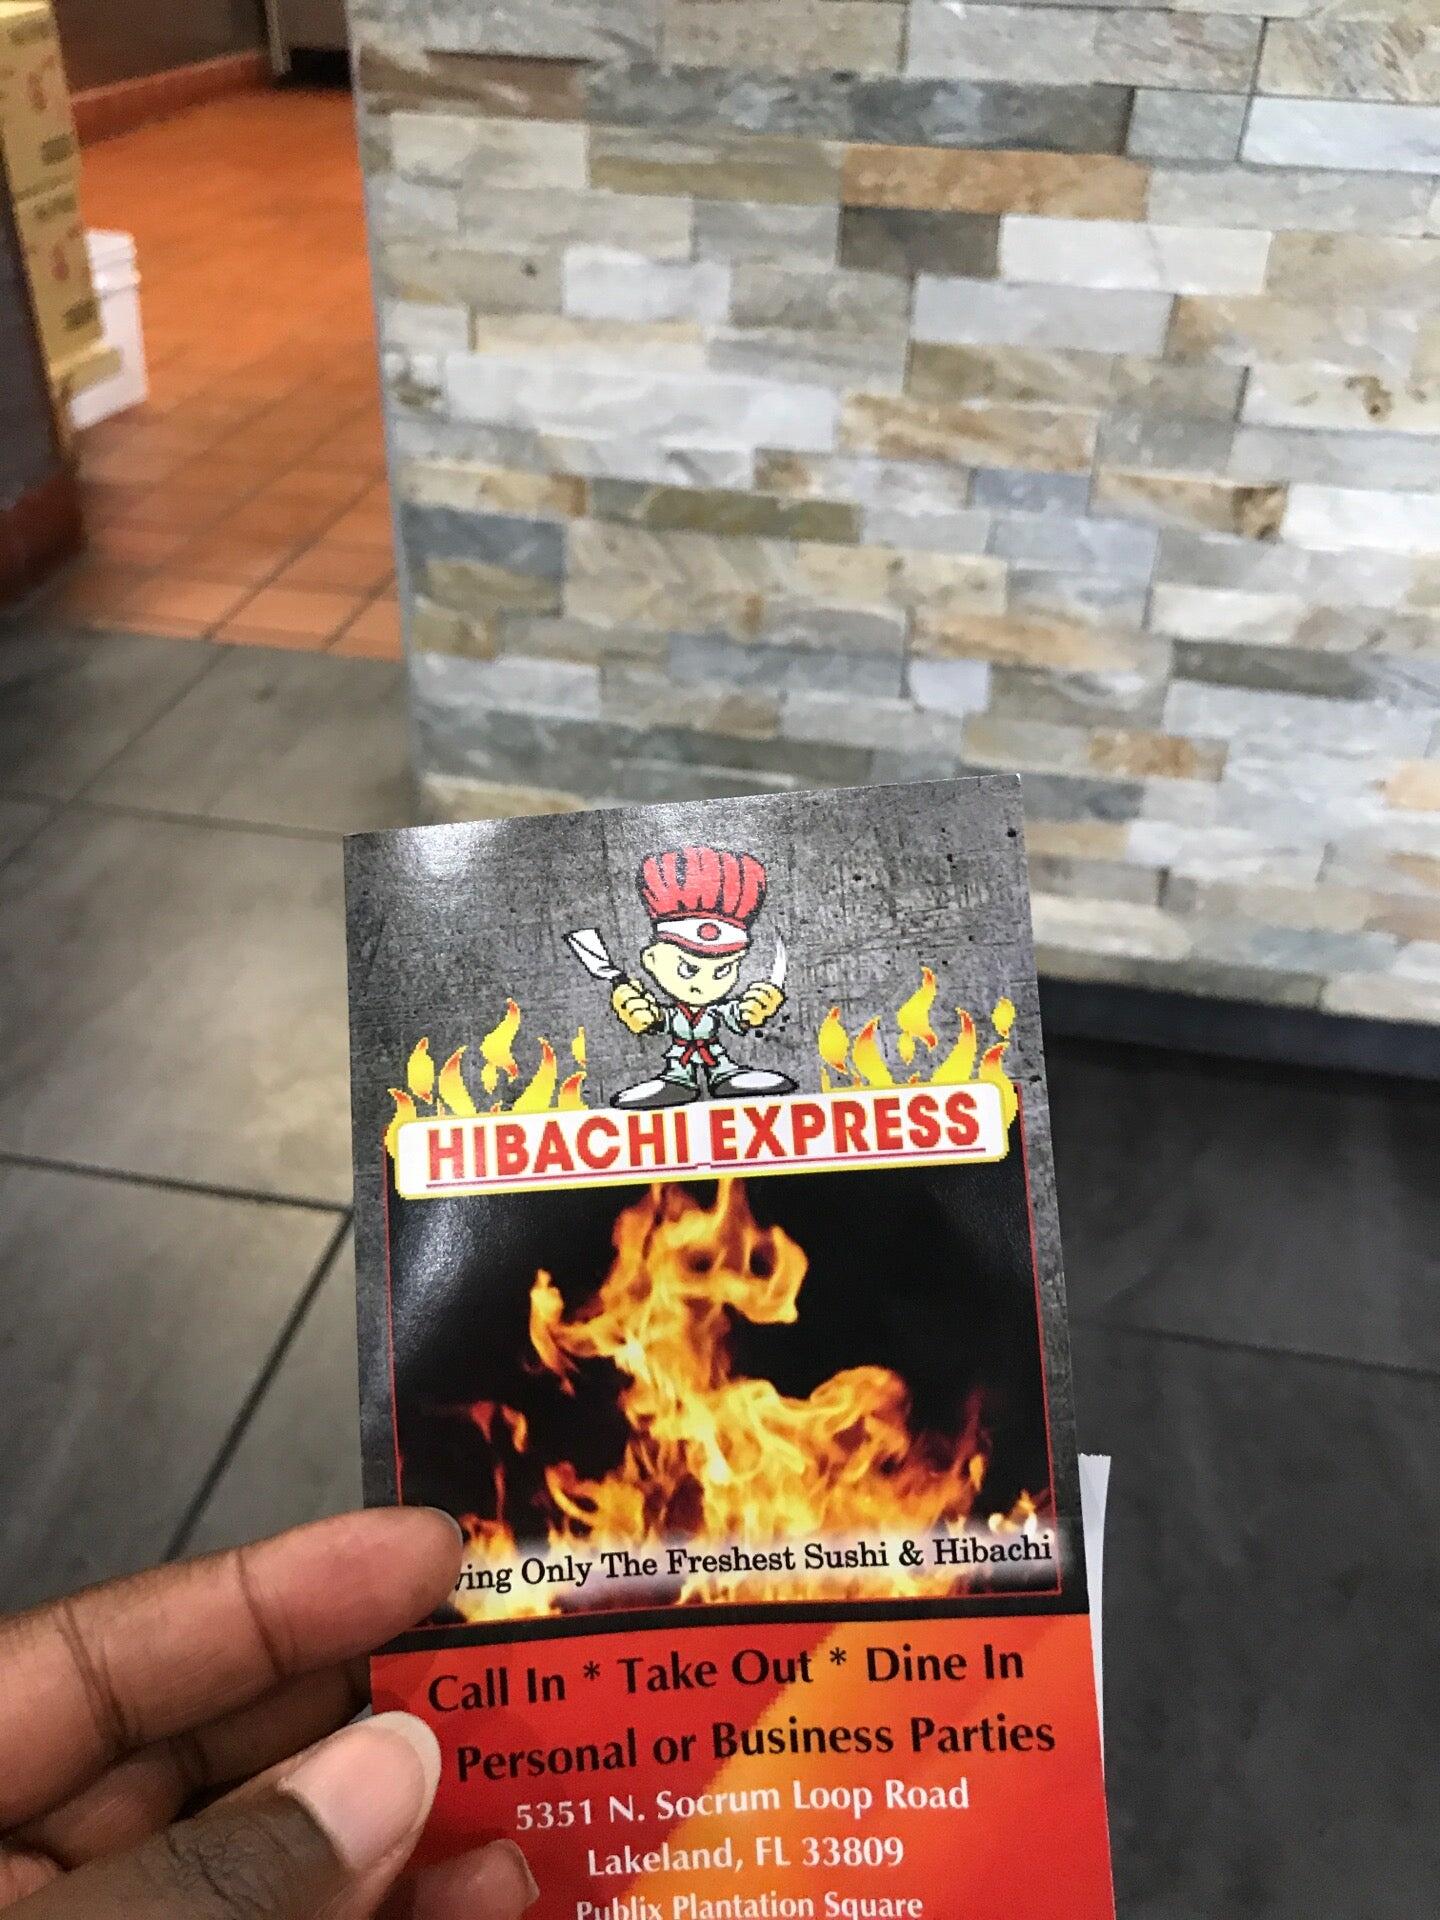 HIBACHI EXPRESS
Only The Freshest Sushi & Hibachi
Call In * Take Out * Dine In
Personal or Business Parties
5351 N. Socrum Loop Road
Lakeland, FL 33809
Publix Plantation Square